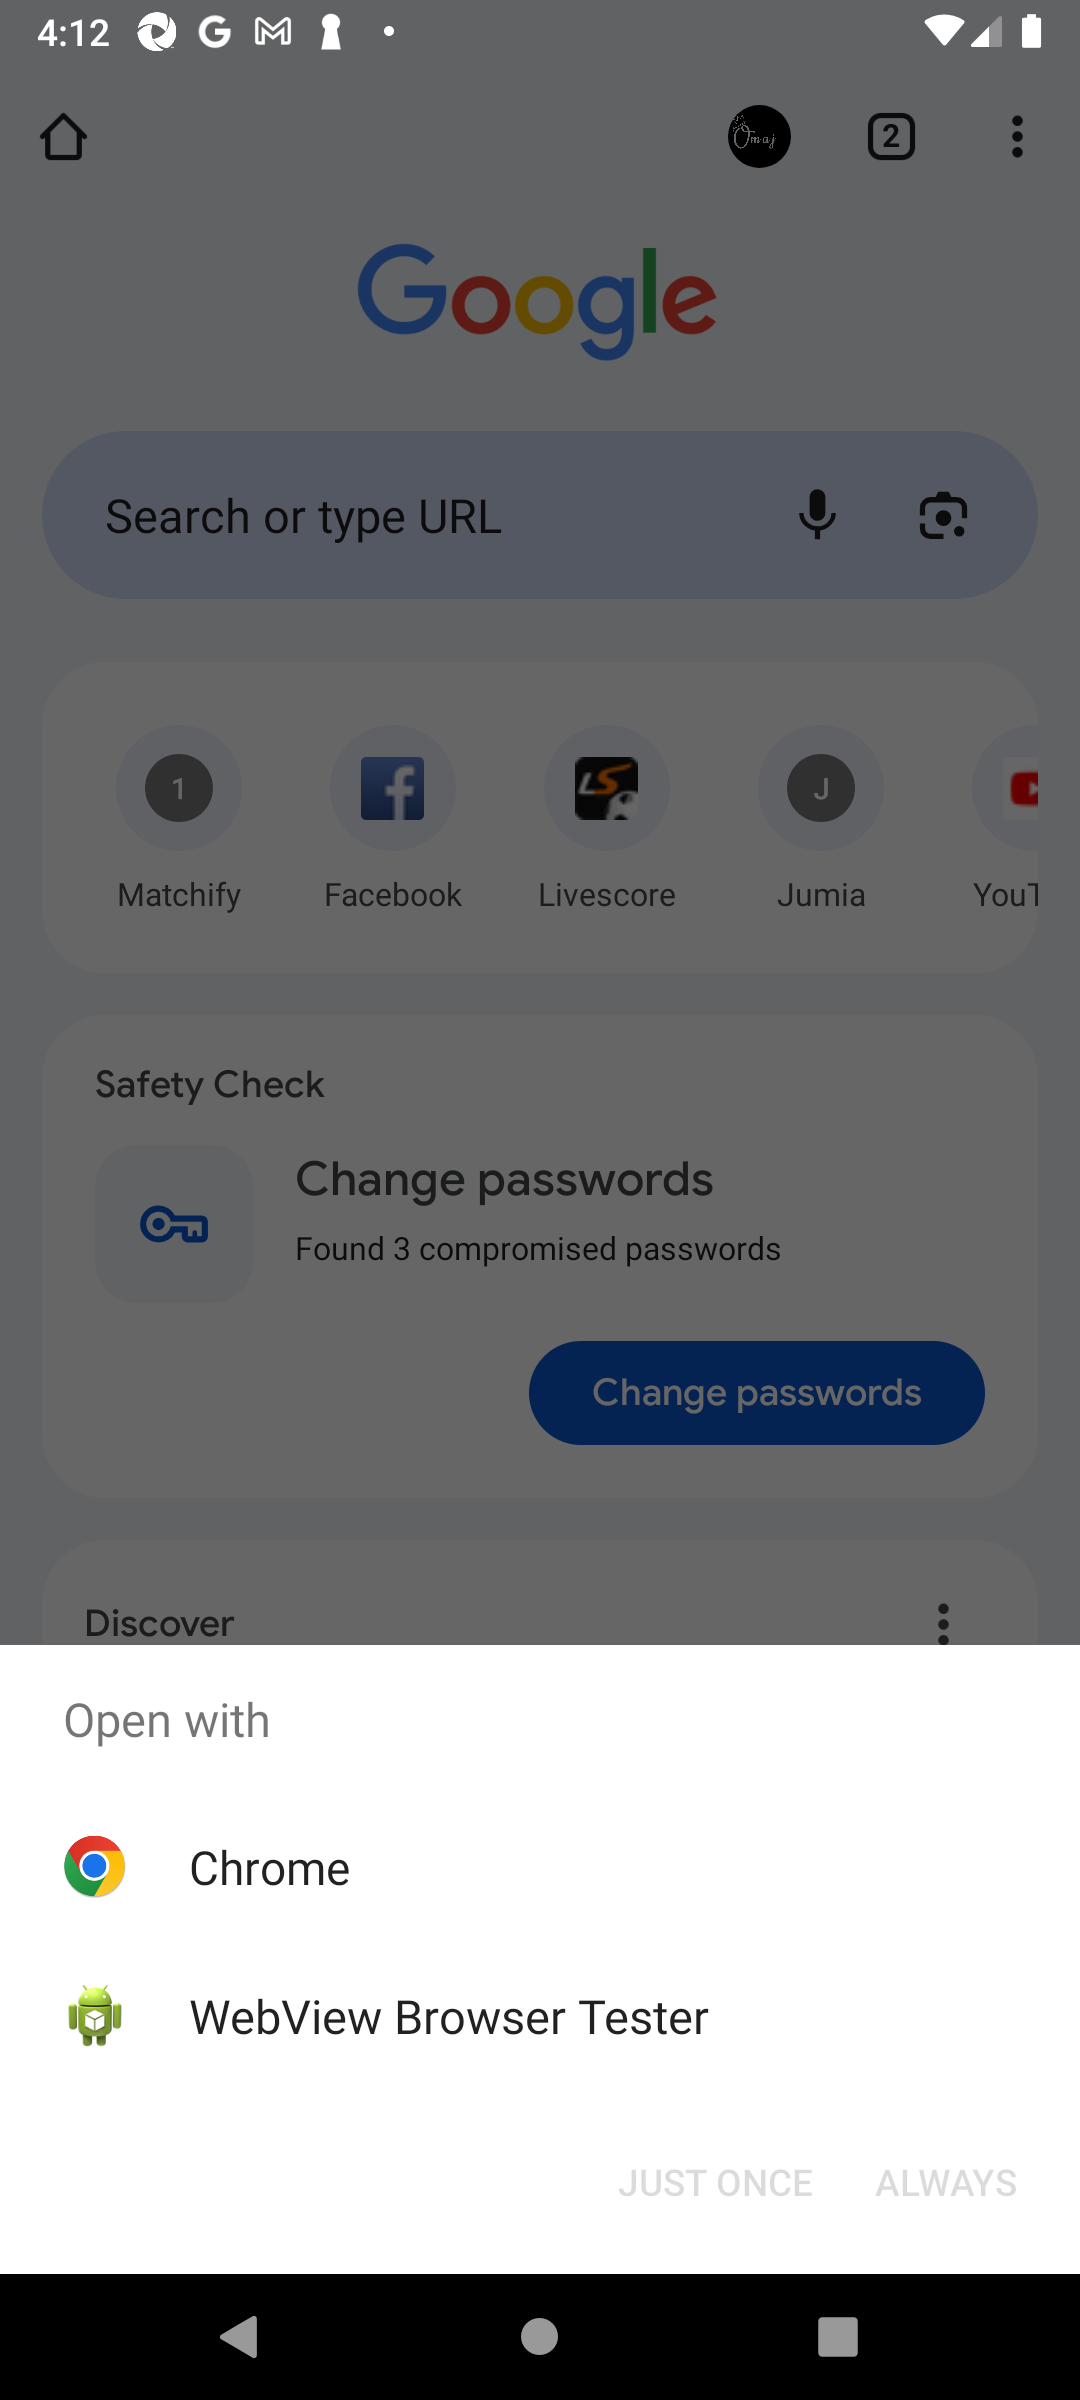 4:12
Omaj
2
Google
Search or type URL
1
J
Matchify
Facebook
Livescore
Jumia
YouT
Safety Check
Change passwords
Found 3 compromised passwords
Change passwords
Discover
Open with
Chrome
WebView Browser Tester
JUST ONCE
ALWAYS